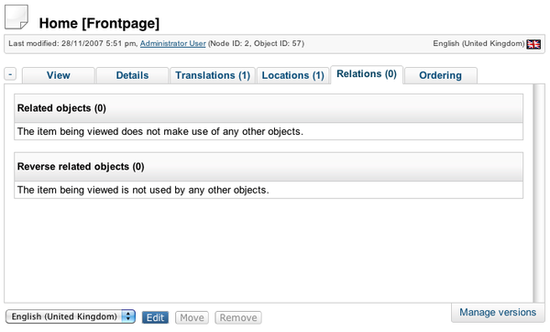 Home [Frontpage]
Last modified: 28/11/2007 5:51 pm, Administrator User (Node ID: 2, Object ID: 57) English (United Kingdom)
- View Details Translations (1) Locations (1) Relations (0) Ordering
Related objects (0)
The item being viewed does not make use of any other objects.
Reverse related objects (0)
The item being viewed is not used by any other objects.
English (United Kingdom) Edit Move Remove Manage versions